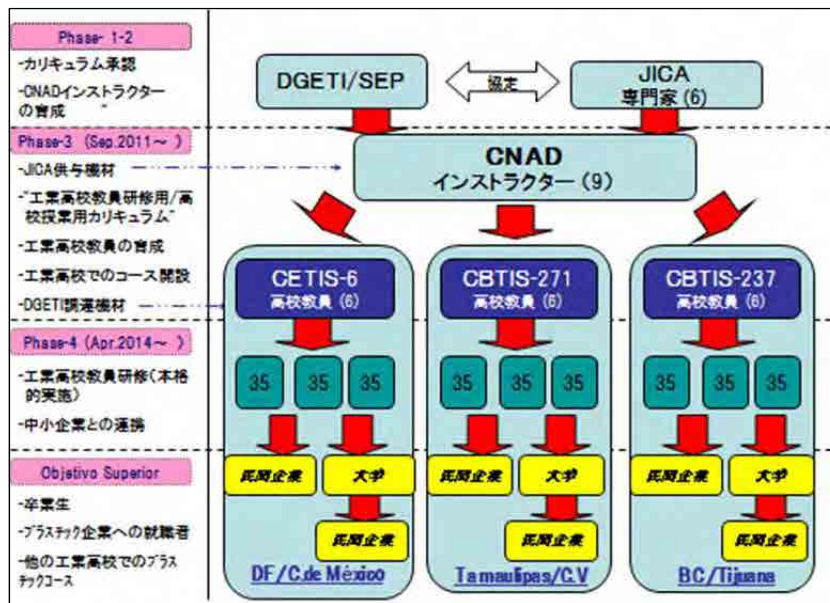 Phase- 1-2
-カリキュラム承認
-CNADインストラクター
の育成
Phase-3 (Sep.2011～ )
-JICA供与機材
-"工業高校教員研修用/高
校授業用カリキュラム"
-工業高校教員の育成
-工業高校でのコース開設
-DGETI調達機材
Phase-4 (Apr.2014～ )
-工業高校教員研修(本格
的実施)
-中小企業との連携
Objetivo Superior
-卒業生
-プラスチック企業への就職者
-他の工業高校でのプラス
チックコース
DGETI/SEP
協定
JICA
専門家(6)
CNAD
インストラクター(9)
CETIS-6
高校教員(6)
CBTIS-271
高校教員(6)
CBTIS-237
高校教員(6)
35 35 35
35 35 35
35 35 35
民間企業 大学
民間企業 大学
民間企業 大学
民間企業
民間企業
民間企業
DF/C.de México
Tamaulipas/C.V
BC/Tijuana